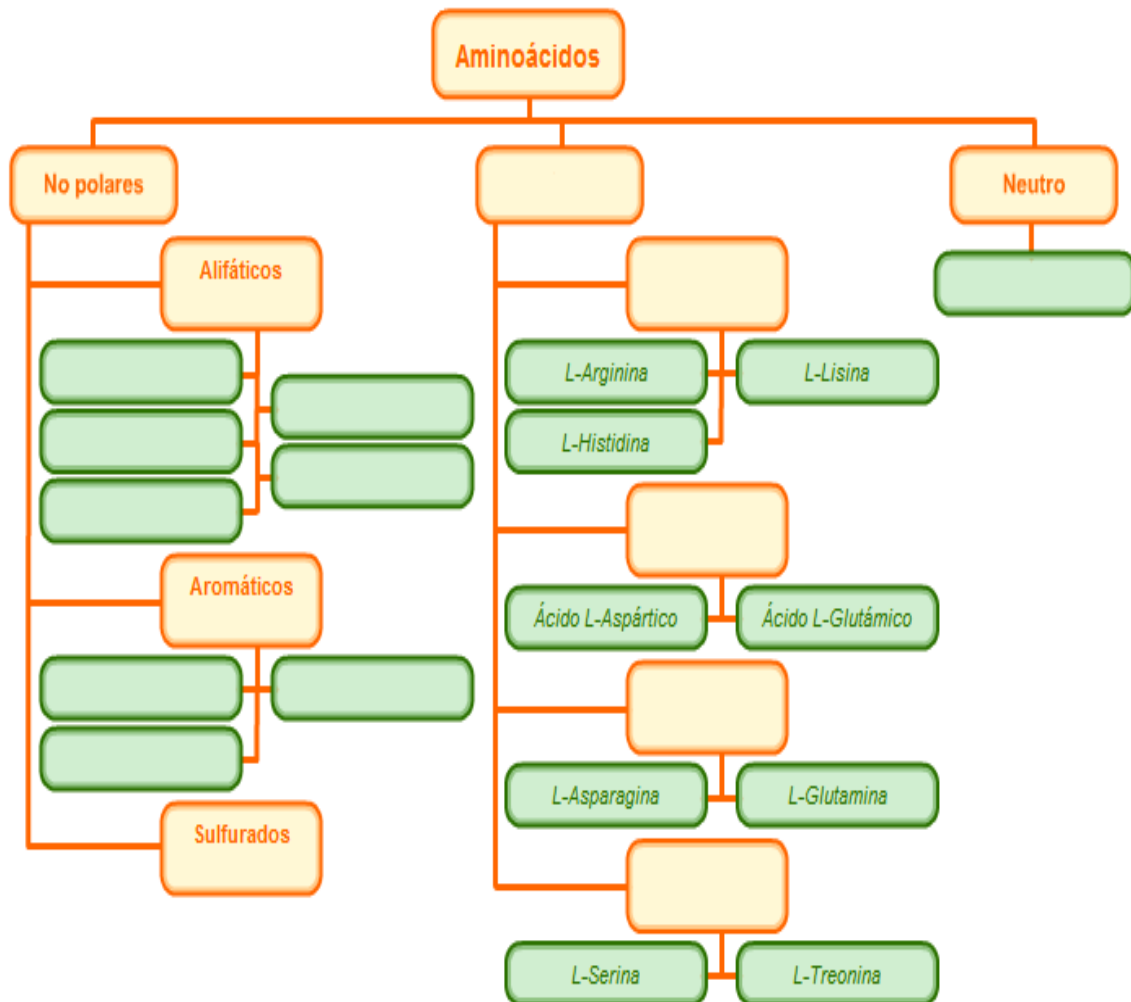 Aminoácidos
No polares
Neutro
Alifáticos
Aromáticos
Sulfurados
L-Arginina
L-Lisina
L-Histidina
Ácido L-Aspártico
Ácido L-Glutámico
L-Asparagina
L-Glutamina
L-Serina
L-Treonina